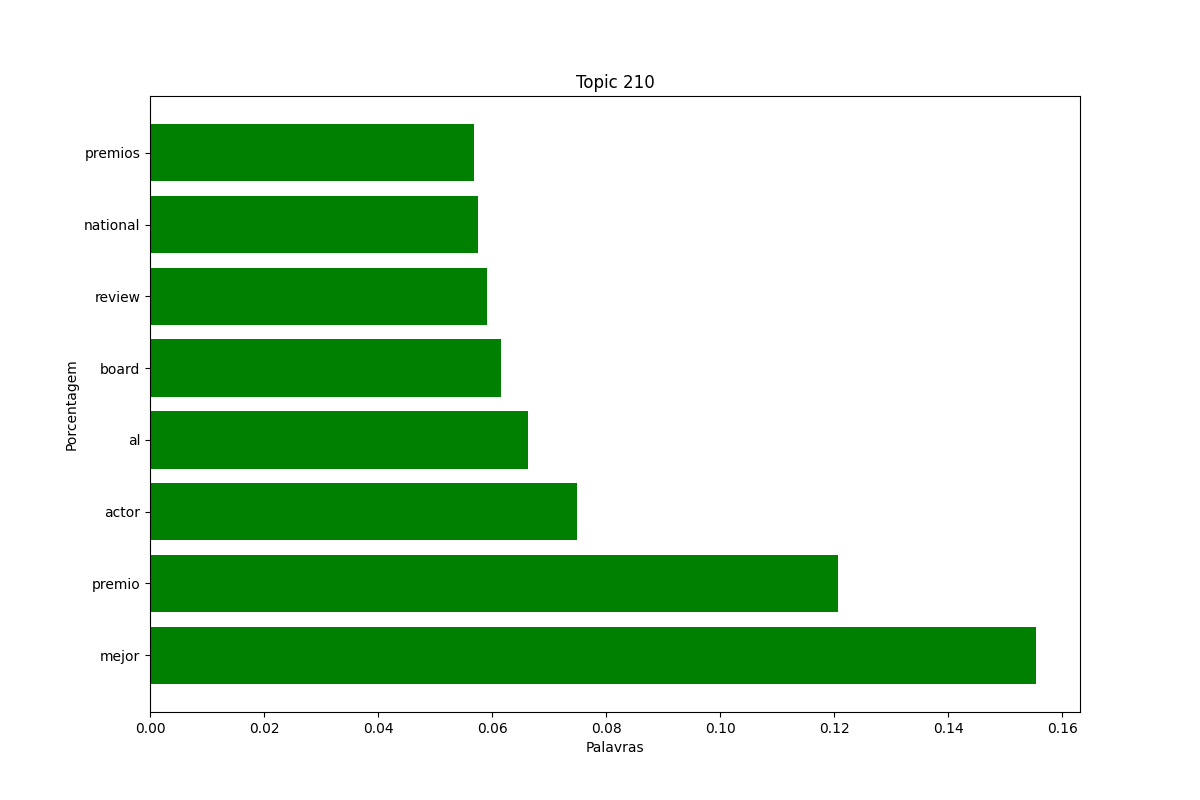 Topic 210
premios
national
review
board
al
actor
premio
mejor
Porcentagem
0.00 0.02 0.04 0.06 0.08 0.10 0.12 0.14 0.16
Palavras